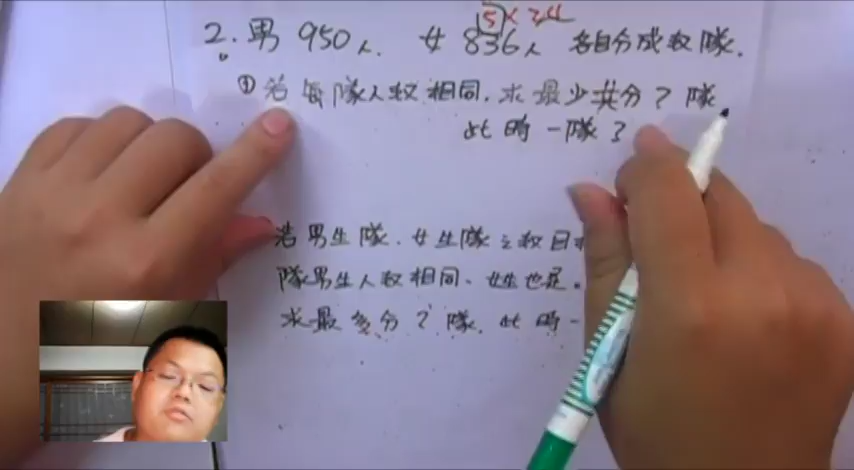 5×24
2. 男 950人. 女 836人 各自分成数隊.
① 若每隊人数相同. 求最少共分?隊
此時一隊?
若男生隊. 女生隊之数目
隊男生人数相同. 女生也是.
求最多分?隊. 此時一